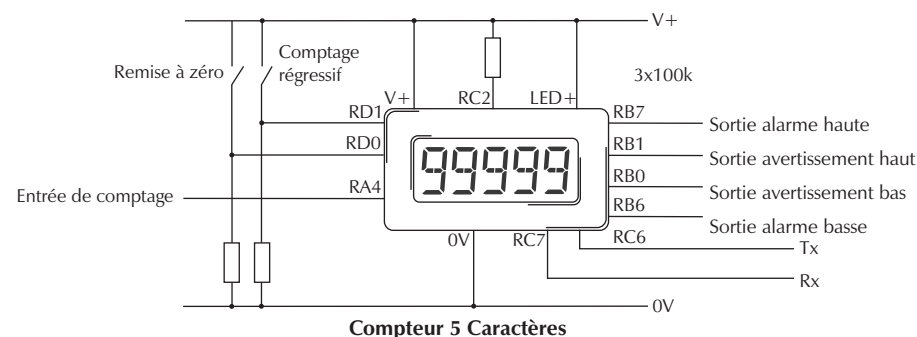 V+
Comptage
régressif
Remise à zéro
3x100k
V+
RC2
LED+
RD1
RB7
Sortie alarme haute
RD0
RB1
Sortie avertissement haut
99999
RA4
Entrée de comptage
RB0
Sortie avertissement bas
RB6
Sortie alarme basse
0V
RC7
RC6
Tx
Rx
0V
Compteur 5 Caractères